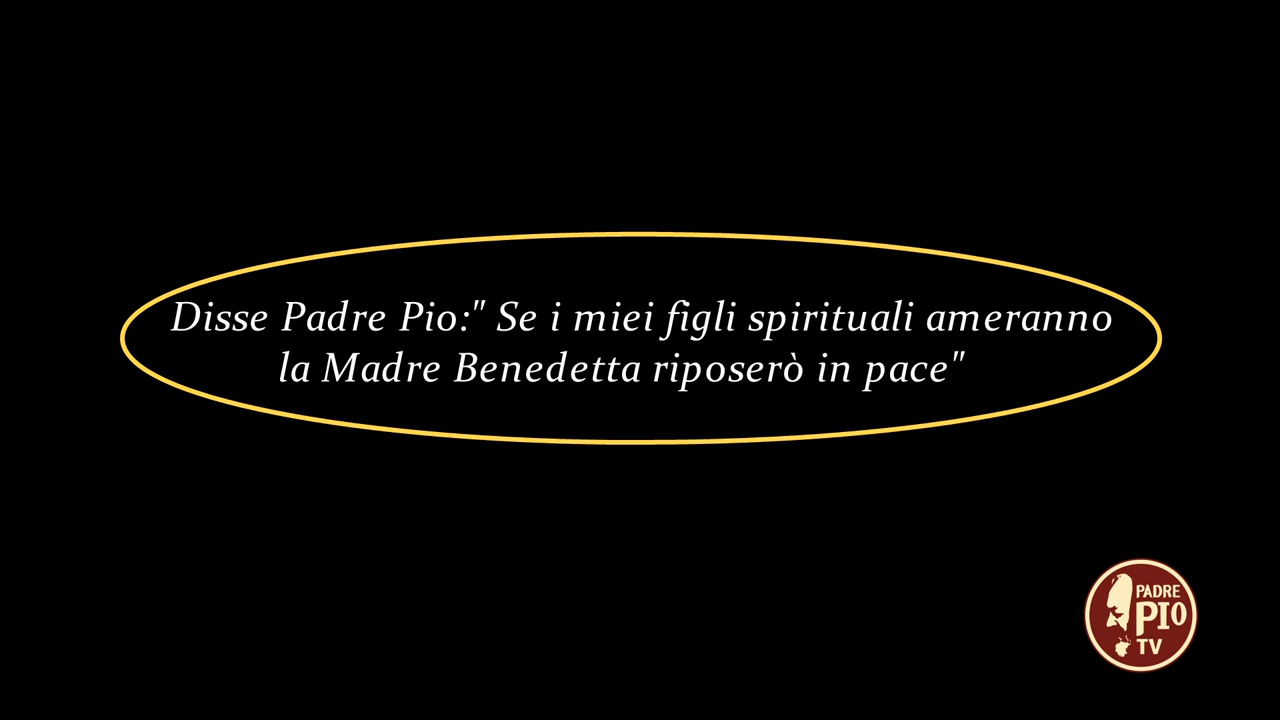 Disse Padre Pio:" Se i miei figli spirituali ameranno
la Madre Benedetta riposerò in pace"
PADRE
PIO
TV